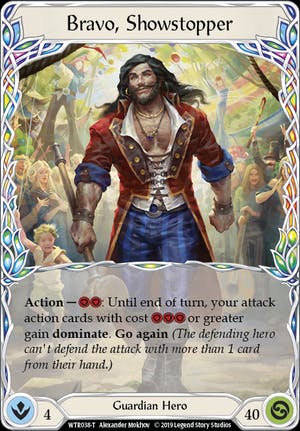 Bravo, Showstopper
Action — : Until end of turn, your attack
action cards with cost or greater
gain dominate. Go again (The defending hero
can't defend the attack with more than 1 card
from their hand.)
Guardian Hero
4
40
WTR038-T Alexander Mokhov © 2019 Legend Story Studios